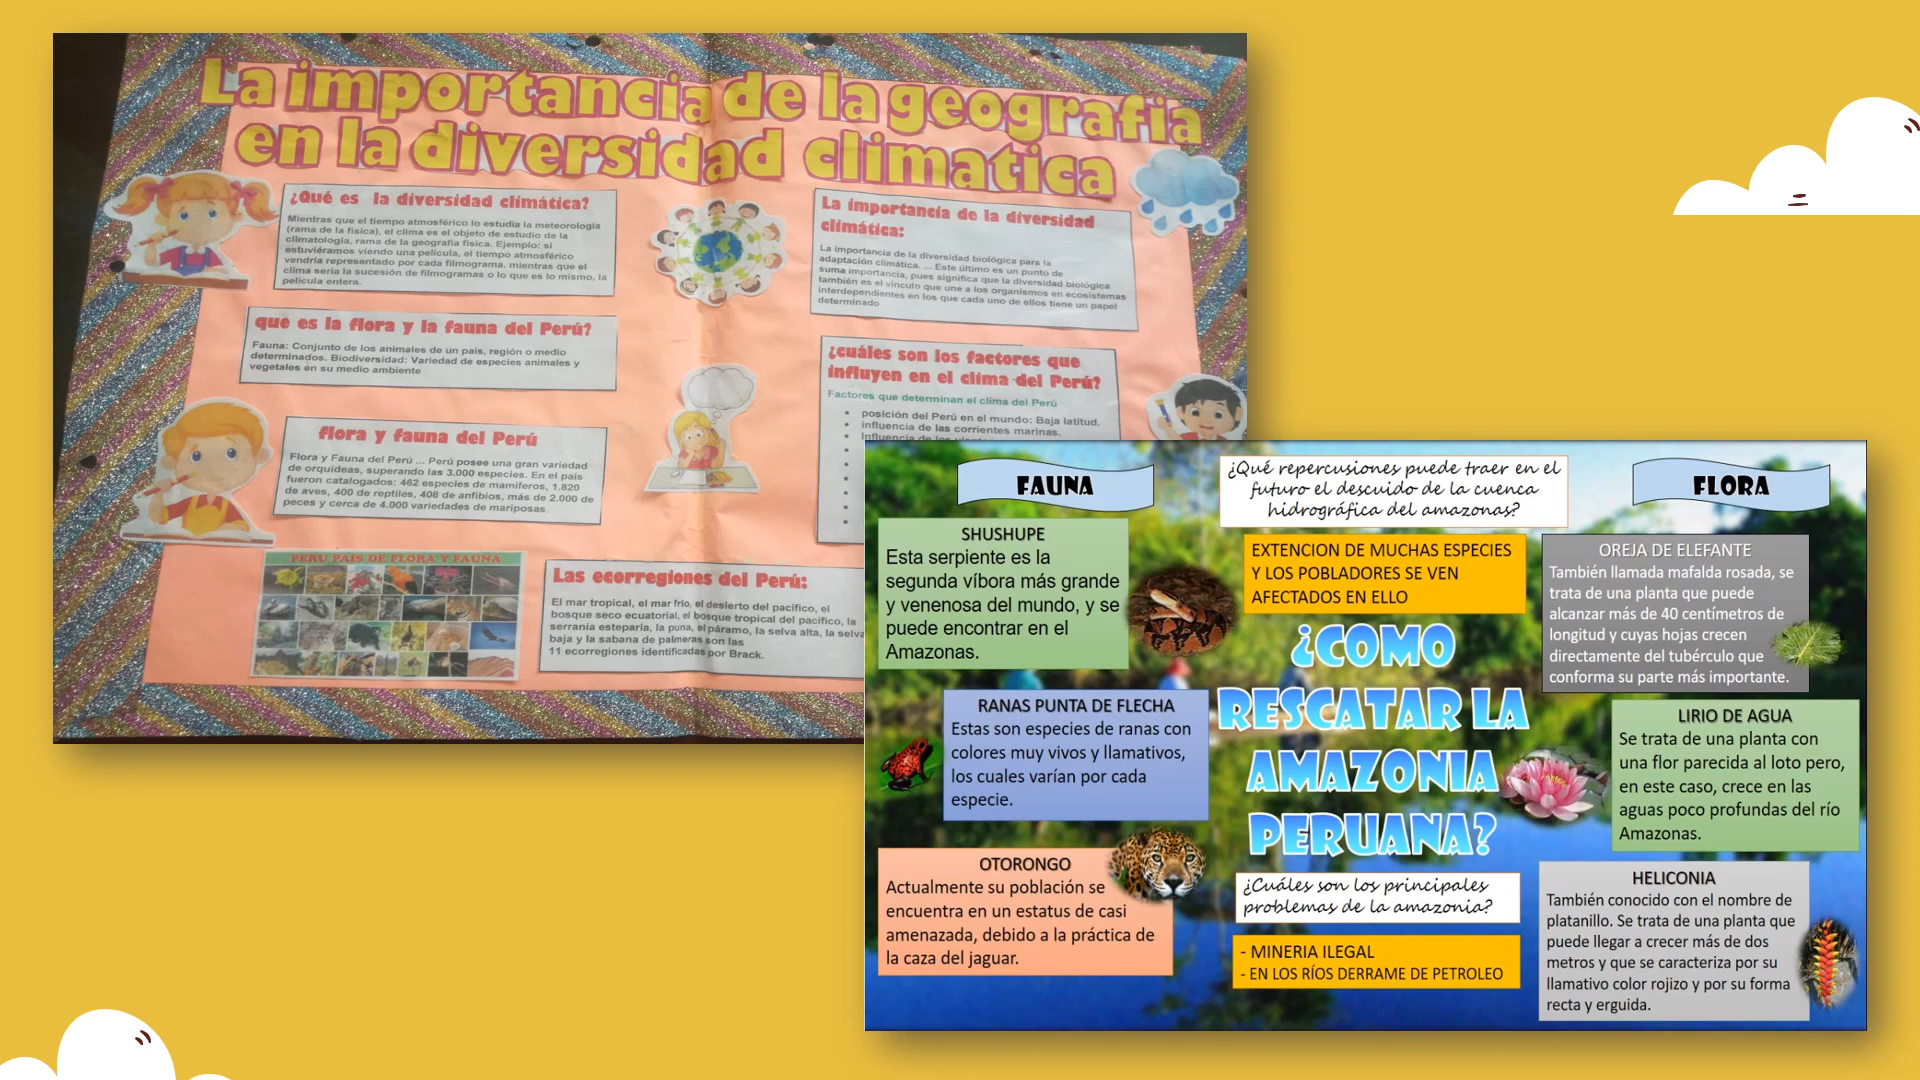 La importancia de la geografia
en la diversidad climatica
¿Qué es la diversidad climática?
Mientras que el tiempo atmosférico lo estudia la meteorología
(rama de la física), el clima es el objeto de estudio de la
climatología, rama de la geografía física. Ejemplo: si
estuviéramos viendo una película, el tiempo atmosférico
vendría representado por cada filmograma, mientras que el
clima sería la sucesión de filmogramas o lo que es lo mismo, la
película entera.
que es la flora y la fauna del Perú?
Fauna: Conjunto de los animales de un país, región o medio
determinados. Biodiversidad: Variedad de especies animales y
vegetales en su medio ambiente
flora y fauna del Perú
Flora y Fauna del Perú ... Perú posee una gran variedad
de orquídeas, superando las 3.000 especies. En el país
fueron catalogados: 462 especies de mamíferos, 1.820
de aves, 400 de reptiles, 408 de anfibios, más de 2.000 de
peces y cerca de 4.000 variedades de mariposas.
PERU PAIS DE FLORA Y FAUNA
Las ecorregiones del Perú:
El mar tropical, el mar frío, el desierto del pacífico, el
bosque seco ecuatorial, el bosque tropical del pacífico, la
serranía esteparia, la puna, el páramo, la selva alta, la selva
baja y la sabana de palmeras son las
11 ecorregiones identificadas por Brack.
La importancia de la diversidad
climática:
La importancia de la diversidad biológica para la
adaptación climática. ... Este último es un punto de
suma importancia, pues significa que la diversidad biológica
también es el vínculo que une a los organismos en ecosistemas
interdependientes en los que cada uno de ellos tiene un papel
determinado
¿cuáles son los factores que
influyen en el clima del Perú?
Factores que determinan el clima del Perú
posición del Perú en el mundo: Baja latitud.
influencia de las corrientes marinas.
FAUNA
SHUSHUPE
Esta serpiente es la
segunda víbora más grande
y venenosa del mundo, y se
puede encontrar en el
Amazonas.
RANAS PUNTA DE FLECHA
Estas son especies de ranas con
colores muy vivos y llamativos,
los cuales varían por cada
especie.
OTORONGO
Actualmente su población se
encuentra en un estatus de casi
amenazada, debido a la práctica de
la caza del jaguar.
¿Qué repercusiones puede traer en el
futuro el descuido de la cuenca
hidrográfica del amazonas?
EXTENCION DE MUCHAS ESPECIES
Y LOS POBLADORES SE VEN
AFECTADOS EN ELLO
¿COMO
RESCATAR LA
AMAZONIA
PERUANA?
¿Cuáles son los principales
problemas de la amazonia?
- MINERIA ILEGAL
- EN LOS RÍOS DERRAME DE PETROLEO
FLORA
OREJA DE ELEFANTE
También llamada mafalda rosada, se
trata de una planta que puede
alcanzar más de 40 centímetros de
longitud y cuyas hojas crecen
directamente del tubérculo que
conforma su parte más importante.
LIRIO DE AGUA
Se trata de una planta con
una flor parecida al loto pero,
en este caso, crece en las
aguas poco profundas del río
Amazonas.
HELICONIA
También conocido con el nombre de
platanillo. Se trata de una planta que
puede llegar a crecer más de dos
metros y que se caracteriza por su
llamativo color rojizo y por su forma
recta y erguida.